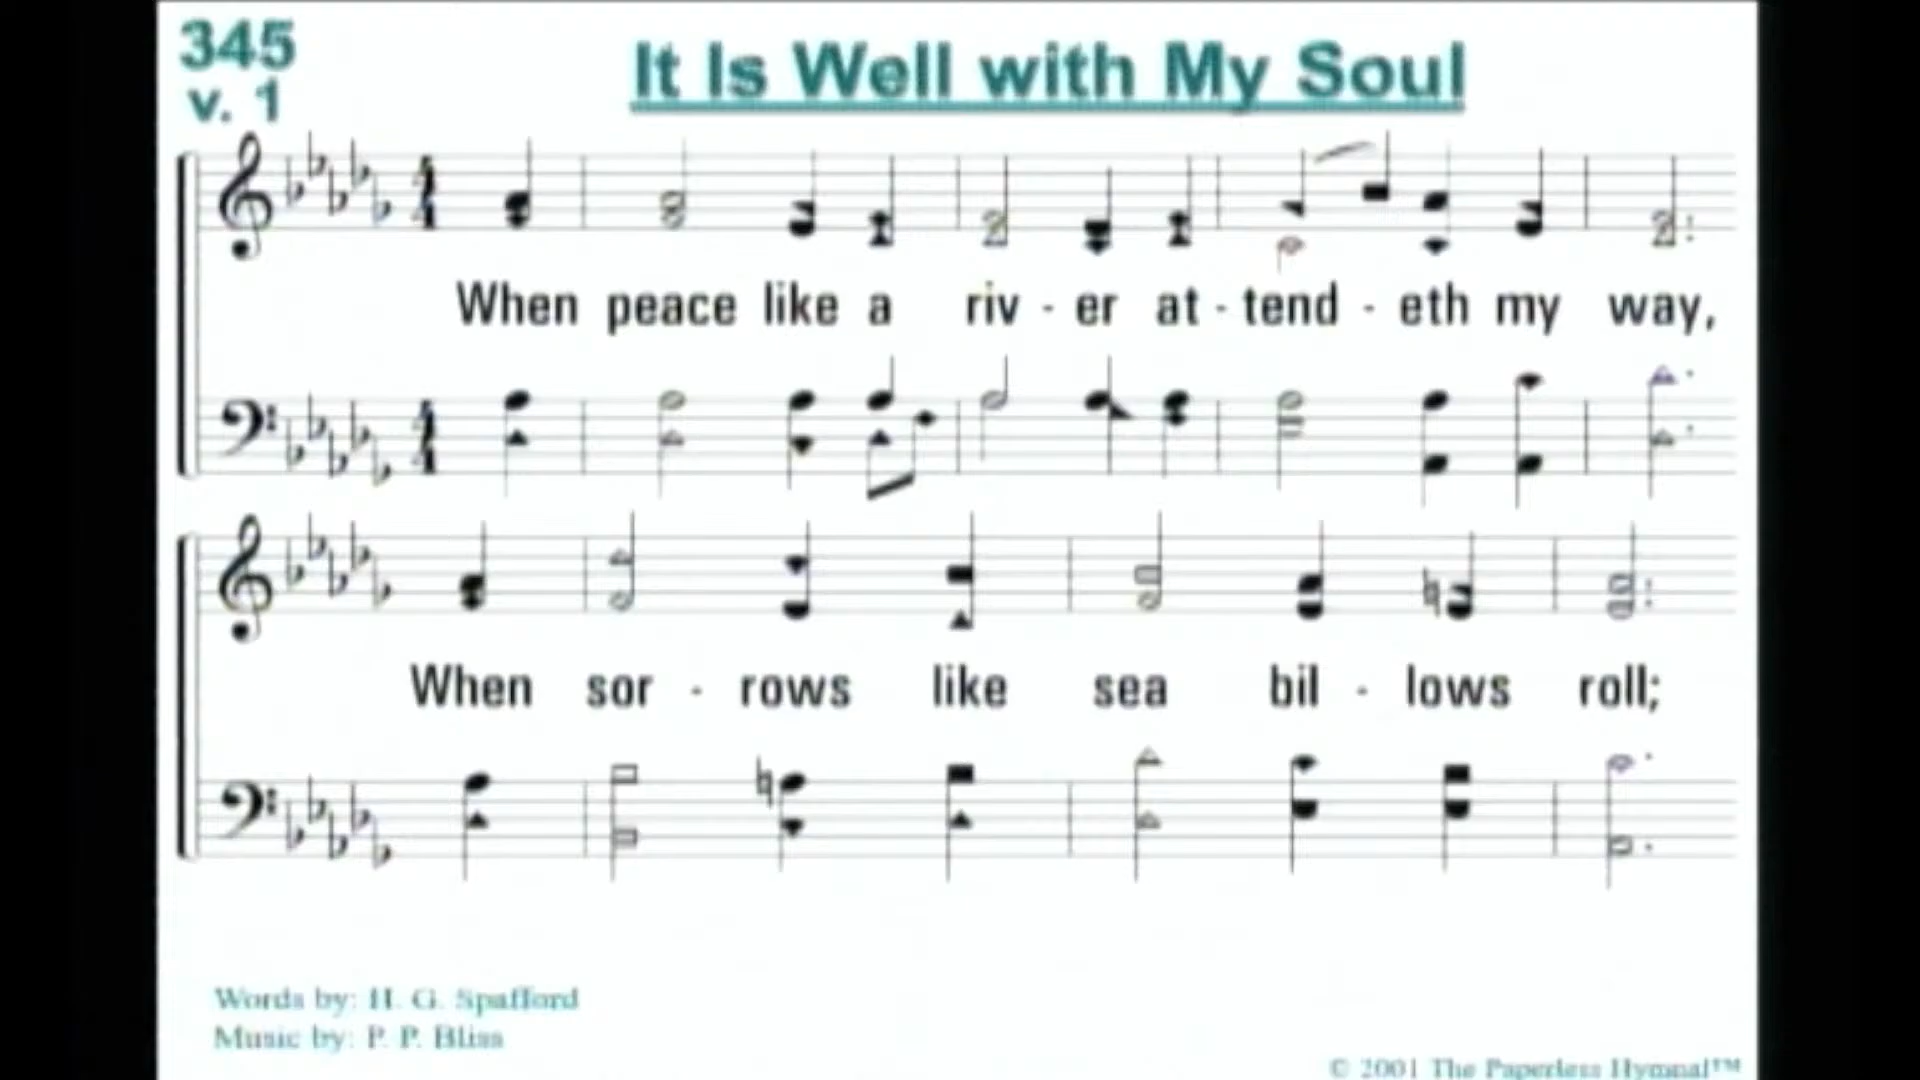 345
v. 1
It Is Well with My Soul
When peace like a riv - er at - tend - eth my way,
When sor - rows like sea bil - lows roll;
Words by: H. G. Spafford
Music by: P. P. Bliss
© 2001 The Paperless Hymnal™